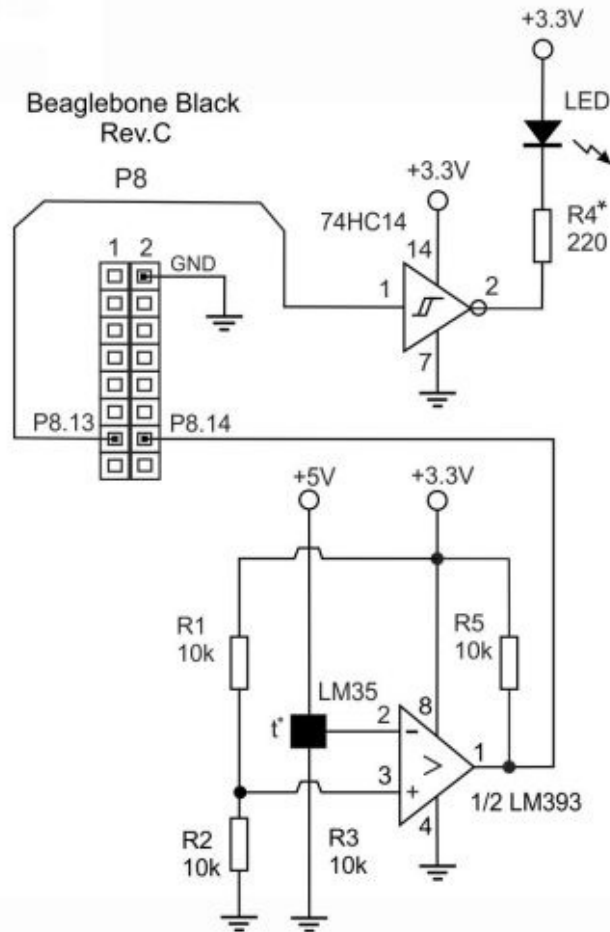 +3.3V
Beaglebone Black
Rev.C
LED
P8
+3.3V
R4*
220
74HC14
14
1 2
GND
1
2
7
P8.13
P8.14
+5V
+3.3V
R1
10k
R5
10k
LM35
t°
2
8
-
>
1
3
+
1/2 LM393
4
R2
10k
R3
10k